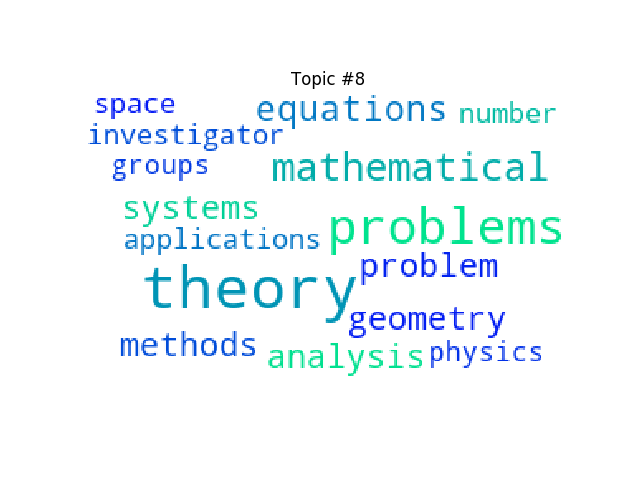 Topic #8
space
equations
number
investigator
groups
mathematical
systems
problems
applications
problem
theory
geometry
methods
analysis
physics